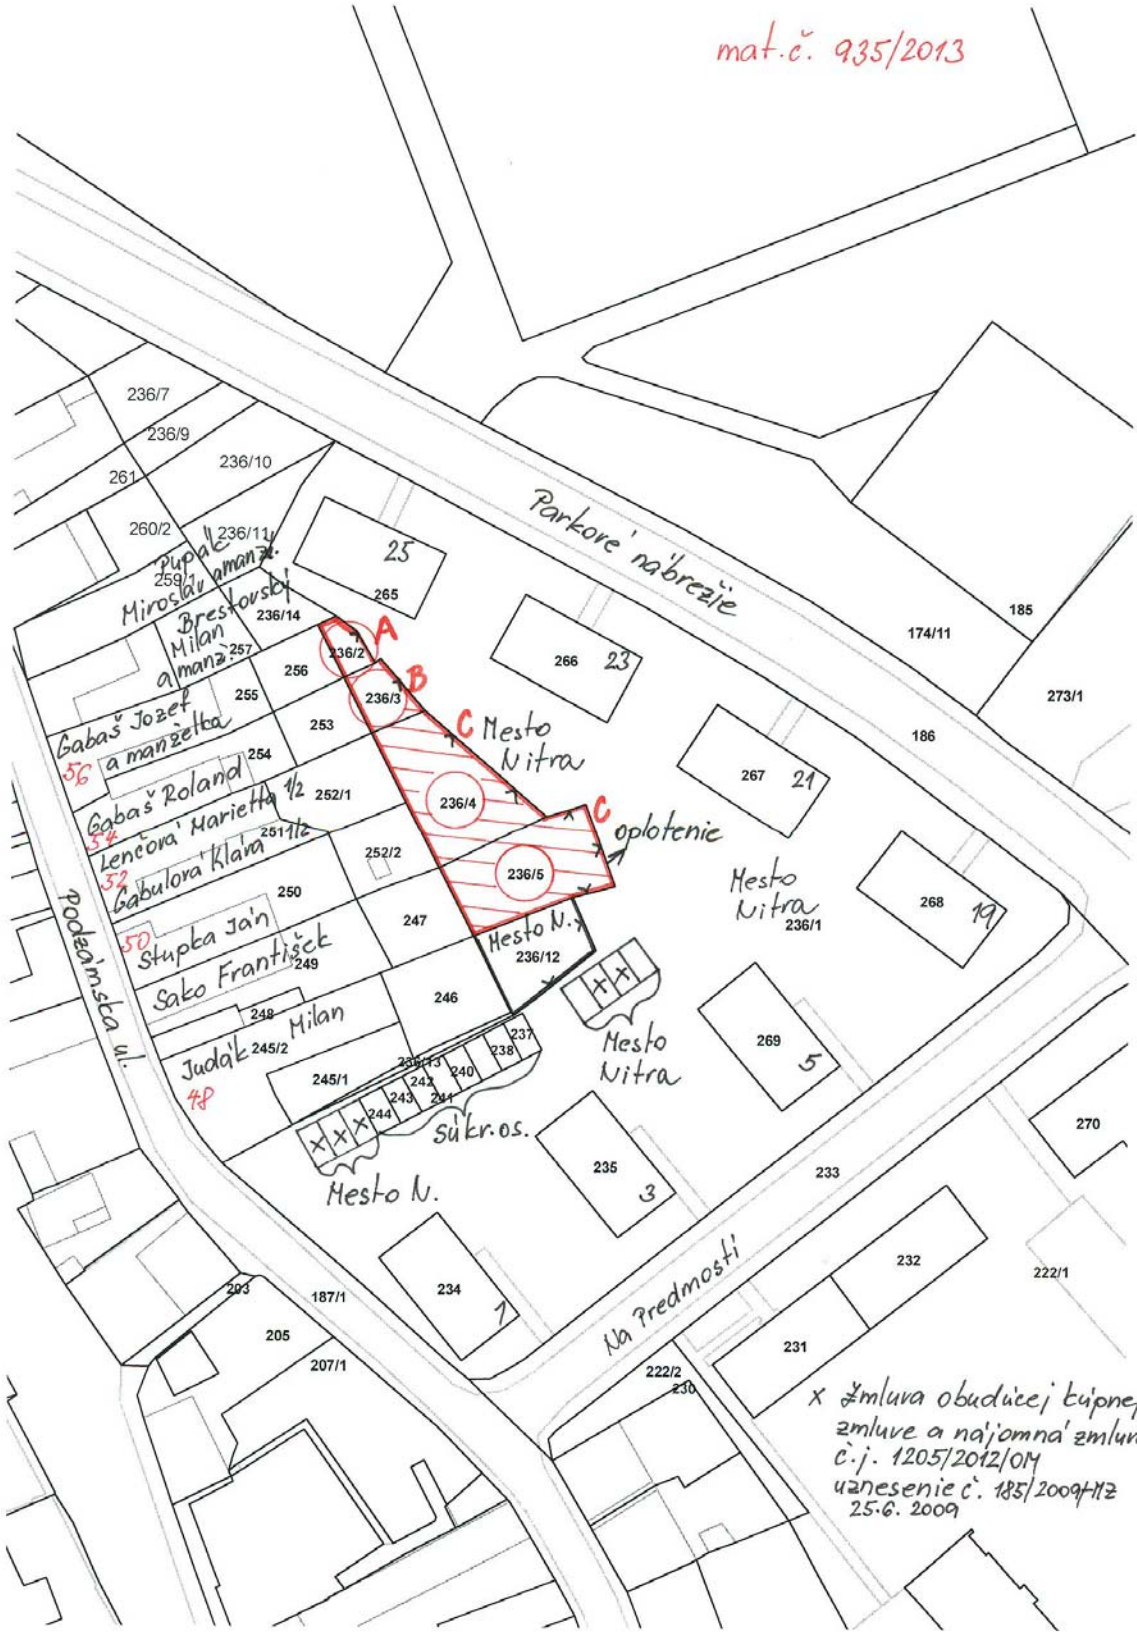 mat.č. 935/2013
236/7
236/9
261
236/10
260/2
236/11
Pupák
Miroslav a manž.
259/1
25
265
Parkové nábrežie
Brestovský
Milan
a manž.
236/14
257
A
236/2
266
23
174/11
185
273/1
186
256
255
B
236/3
253
C
Mesto
Nitra
267
21
Gabaš Jozef
a manželka
56
254
Gabaš Roland
54
252/1
236/4
C
oplotenie
Lenčová Marietta 1/2
52
251 1/2
Gabulová Klára
252/2
236/5
Mesto
Nitra
236/1
268
19
250
50
Stupka Ján
247
Mesto N.
236/12
Podzámska ul.
Sako František
249
246
248
Milan
Judák
245/2
48
245/1
236/13
237
238
240
241
242
243
244
Mesto
Nitra
269
5
270
súkr.os.
Mesto N.
235
3
233
234
1
Na Predmostí
232
231
222/1
203
187/1
205
207/1
222/2
230
x Zmluva obudúcej kúpnej
zmluve a nájomná zmluv
č.j. 1205/2012/OM
uznesenie č. 185/2009-MZ
25.6. 2009